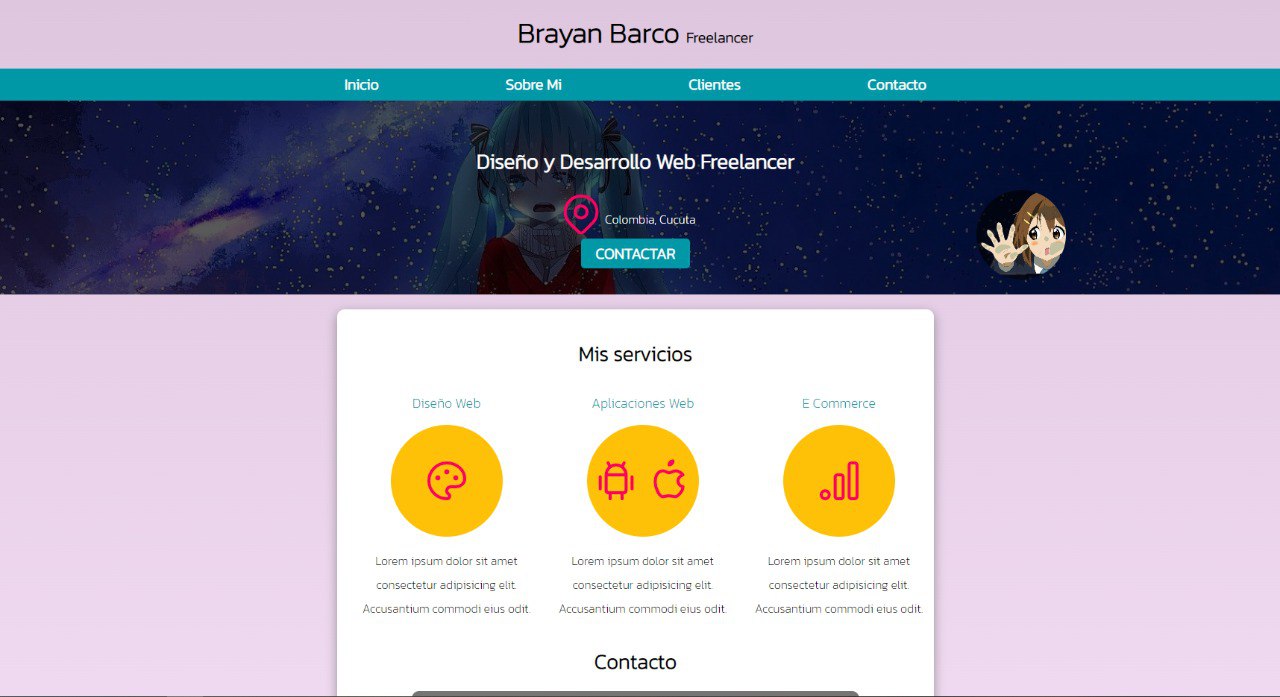 Brayan Barco Freelancer
Inicio Sobre Mi Clientes Contacto
Diseño y Desarrollo Web Freelancer
Colombia, Cucuta
CONTACTAR
Mis servicios
Diseño Web Aplicaciones Web E Commerce
Lorem ipsum dolor sit amet Lorem ipsum dolor sit amet Lorem ipsum dolor sit amet
consectetur adipisicing elit. consectetur adipisicing elit. consectetur adipisicing elit.
Accusantium commodi eius odit. Accusantium commodi eius odit. Accusantium commodi eius odit.
Contacto